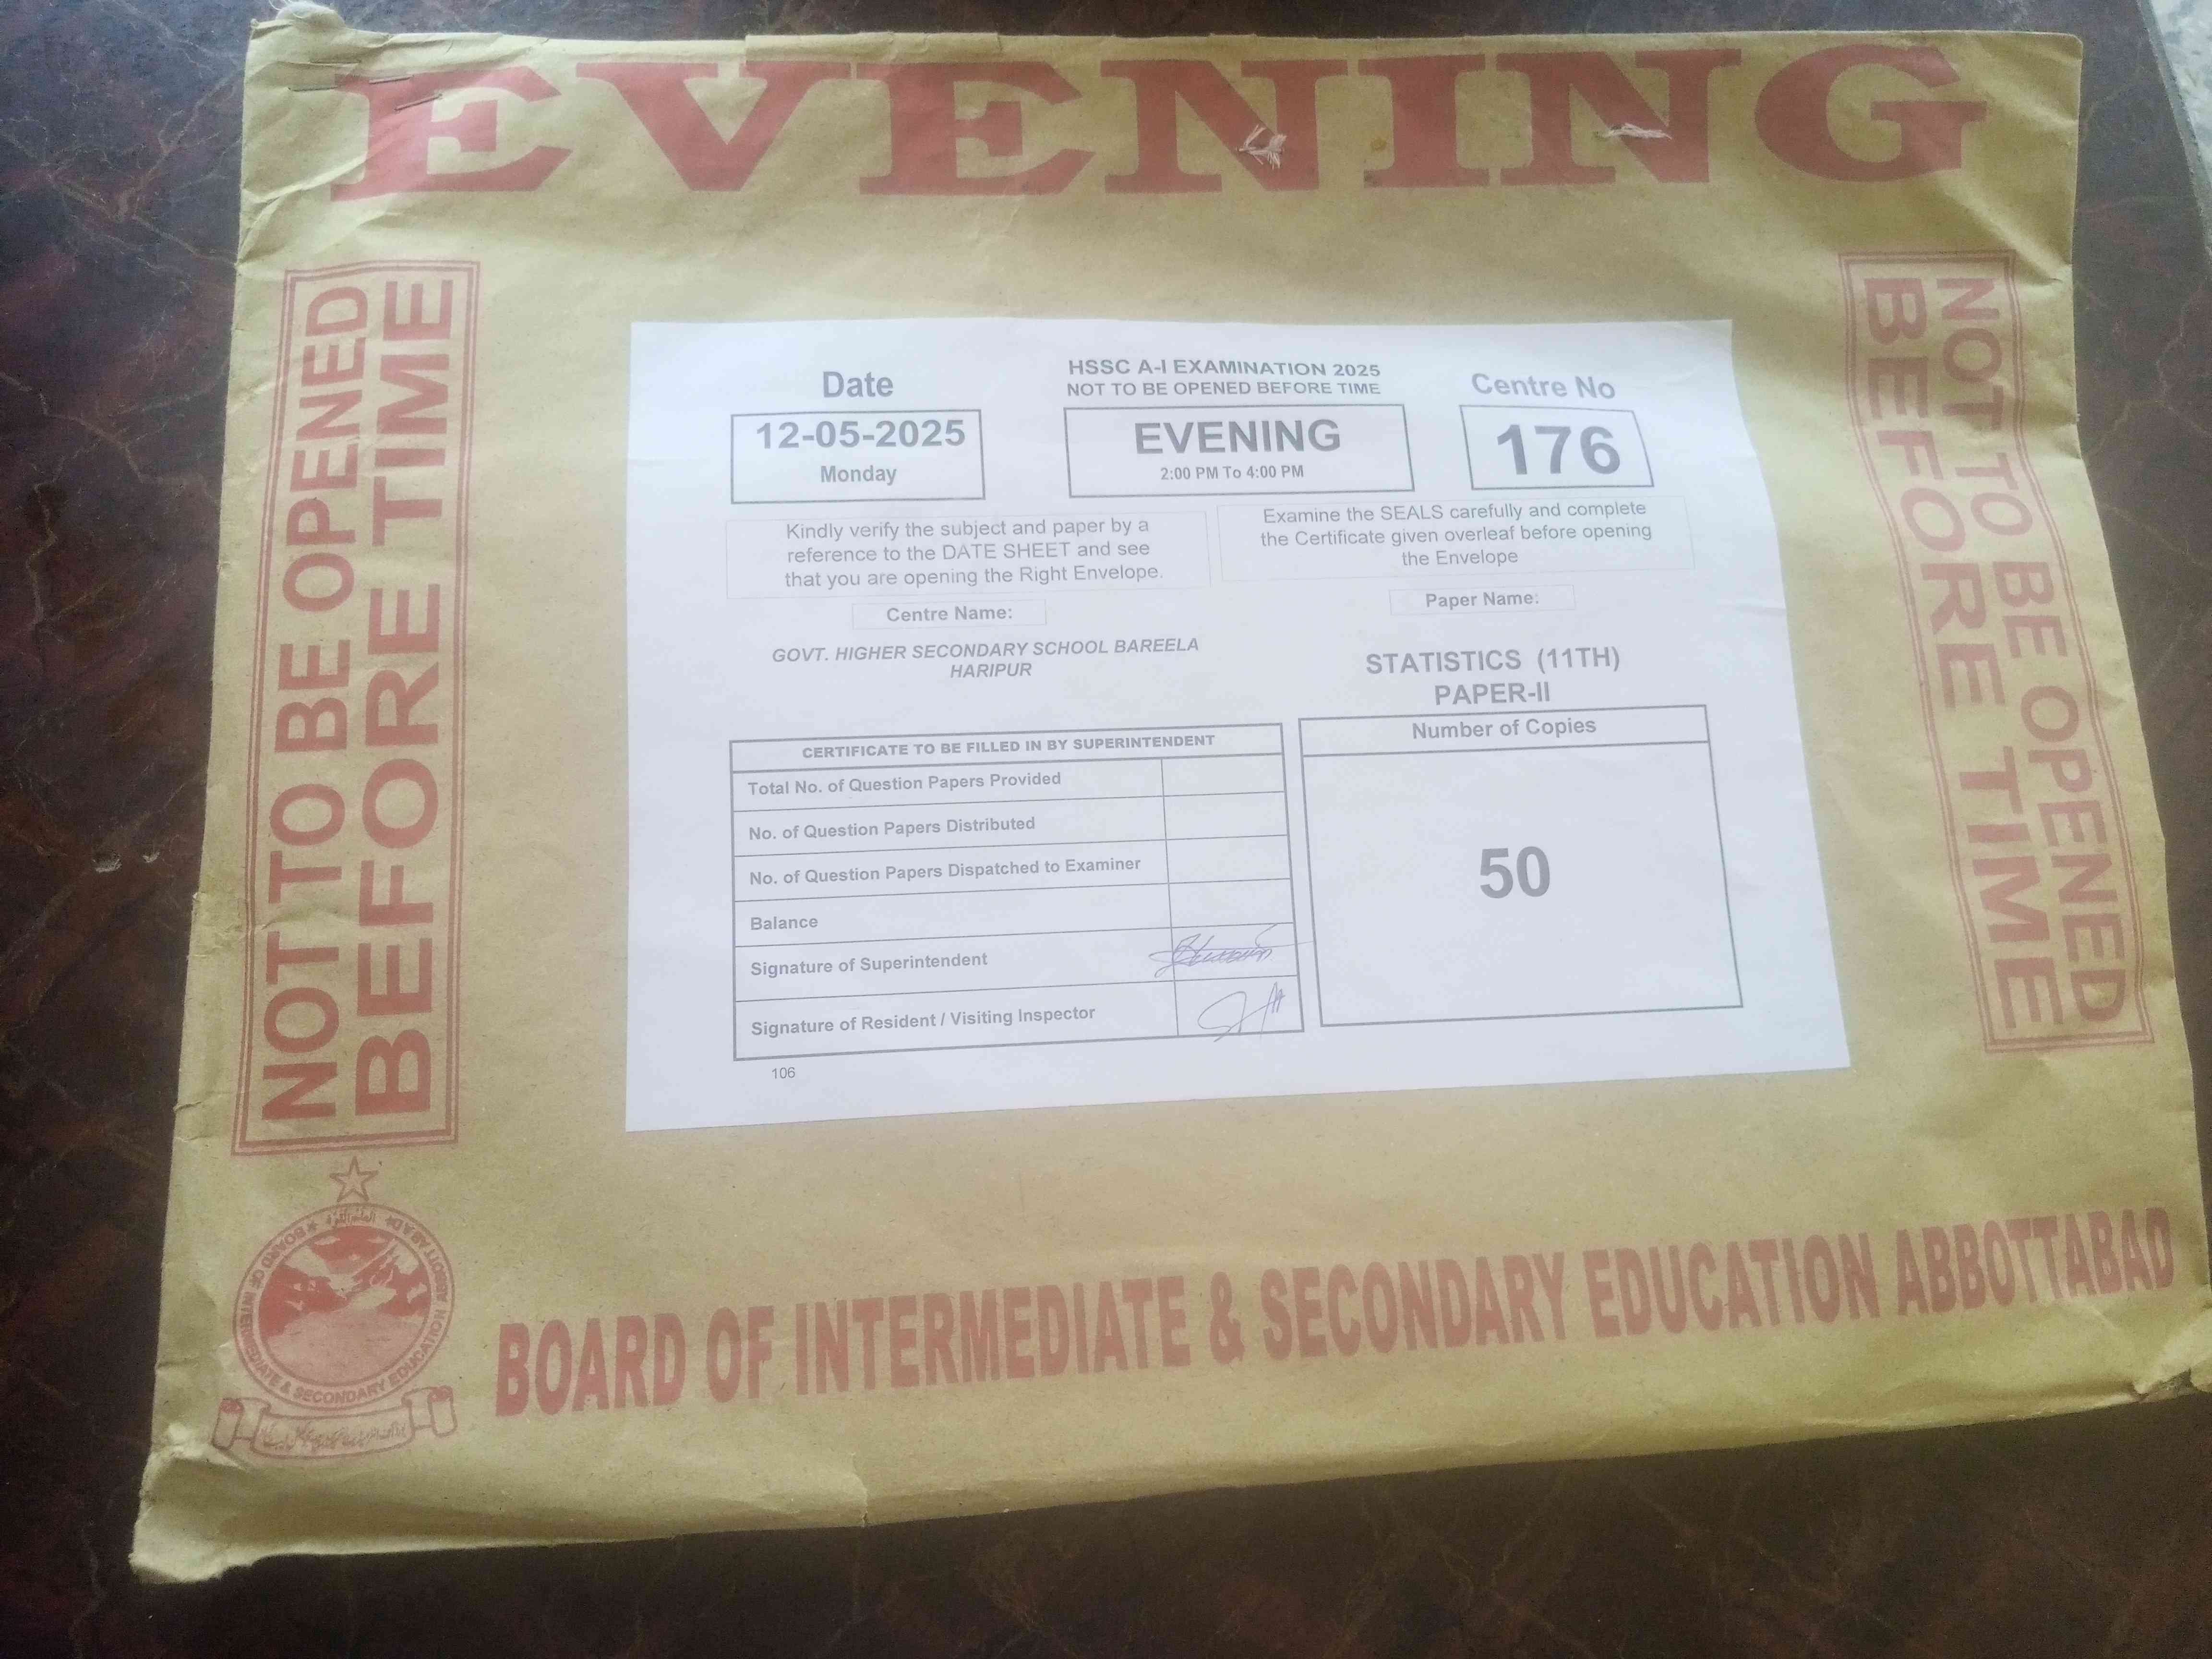 EVENING
NOT TO BE OPENED
BEFORE TIME
NOT TO BE OPENED
BEFORE TIME
Date
12-05-2025
Monday
HSSC A-I EXAMINATION 2025
NOT TO BE OPENED BEFORE TIME
EVENING
2:00 PM To 4:00 PM
Centre No
176
Kindly verify the subject and paper by a
reference to the DATE SHEET and see
that you are opening the Right Envelope.
Examine the SEALS carefully and complete
the Certificate given overleaf before opening
the Envelope
Centre Name:
GOVT. HIGHER SECONDARY SCHOOL BAREELA
HARIPUR
Paper Name:
STATISTICS (11TH)
PAPER-II
CERTIFICATE TO BE FILLED IN BY SUPERINTENDENT
Total No. of Question Papers Provided
No. of Question Papers Distributed
No. of Question Papers Dispatched to Examiner
Balance
Signature of Superintendent
Signature of Resident / Visiting Inspector
Number of Copies
50
106
BOARD OF INTERMEDIATE & SECONDARY EDUCATION ABBOTTABAD
BOARD OF INTERMEDIATE & SECONDARY EDUCATION ABBOTTABAD